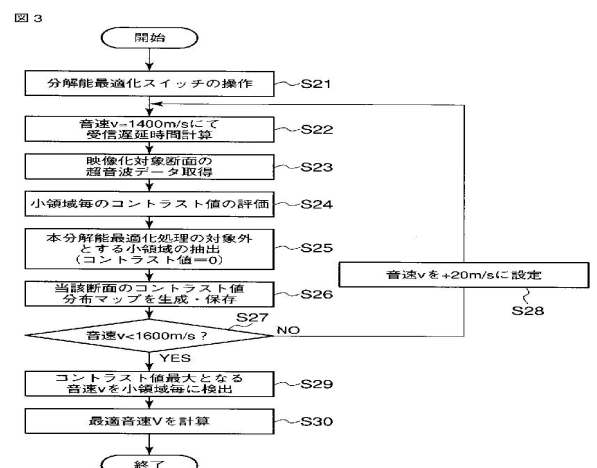 図 3
開始
分解能最適化スイッチの操作
S21
音速v=1400m/sにて
受信遅延時間計算
S22
映像化対象断面の
超音波データ取得
S23
小領域毎のコントラスト値の評価
S24
本分解能最適化処理の対象外
とする小領域の抽出
(コントラスト値=0)
S25
音速vを+20m/sに設定
S28
当該断面のコントラスト値
分布マップを生成・保存
S26
S27
音速v<1600m/s?
NO
YES
コントラスト値最大となる
音速vを小領域毎に検出
S29
最適音速Vを計算
S30
終了